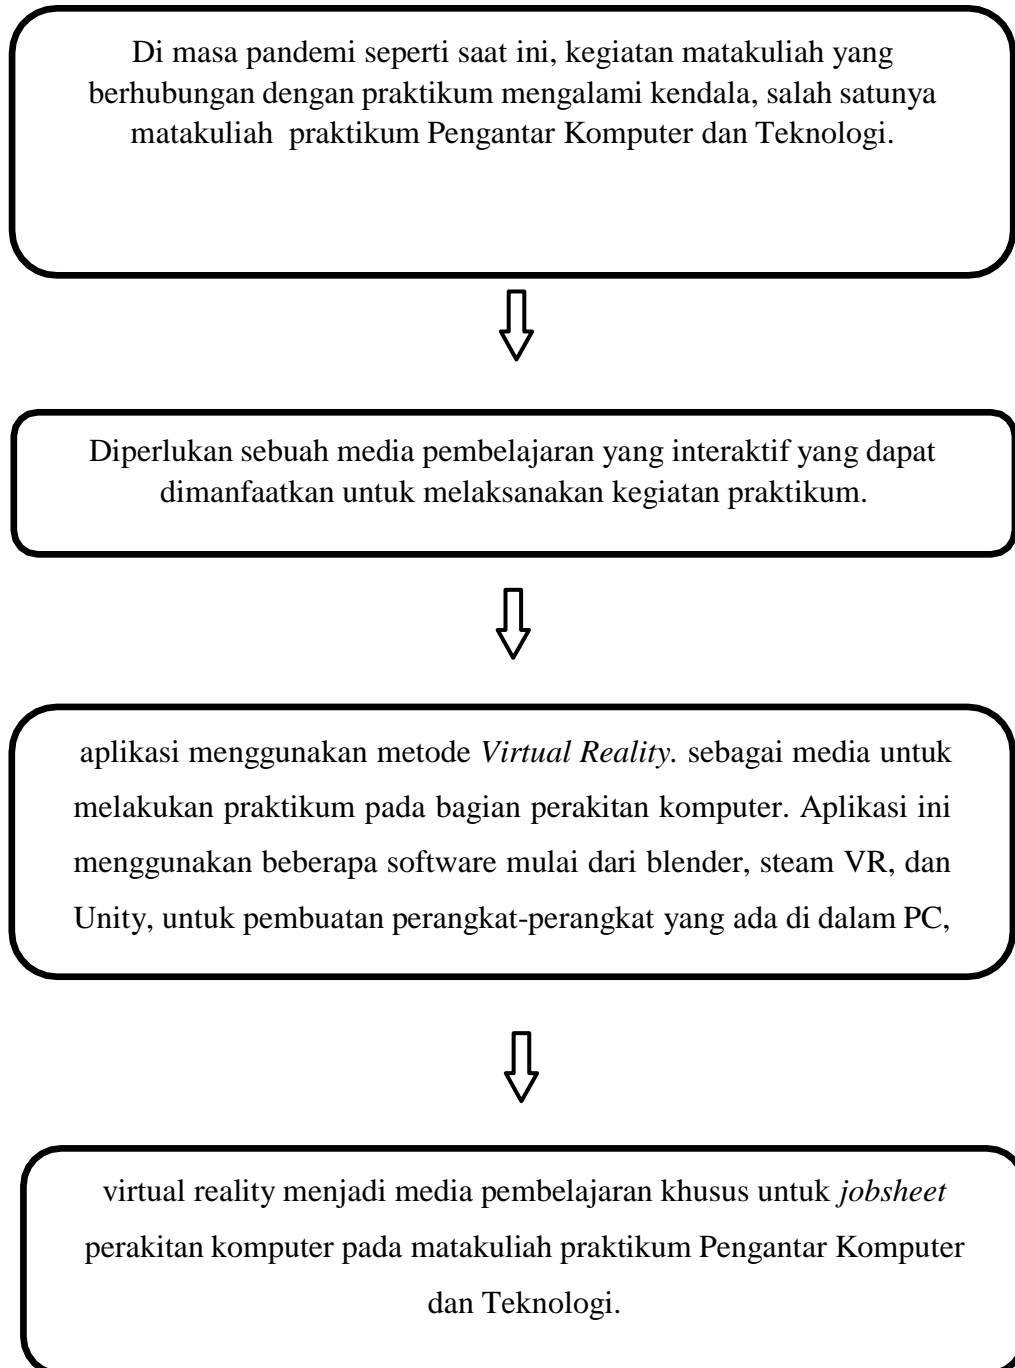 Di masa pandemi seperti saat ini, kegiatan matakuliah yang
berhubungan dengan praktikum mengalami kendala, salah satunya
matakuliah praktikum Pengantar Komputer dan Teknologi.
Diperlukan sebuah media pembelajaran yang interaktif yang dapat
dimanfaatkan untuk melaksanakan kegiatan praktikum.
aplikasi menggunakan metode Virtual Reality. sebagai media untuk
melakukan praktikum pada bagian perakitan komputer. Aplikasi ini
menggunakan beberapa software mulai dari blender, steam VR, dan
Unity, untuk pembuatan perangkat-perangkat yang ada di dalam PC,
virtual reality menjadi media pembelajaran khusus untuk jobsheet
perakitan komputer pada matakuliah praktikum Pengantar Komputer
dan Teknologi.